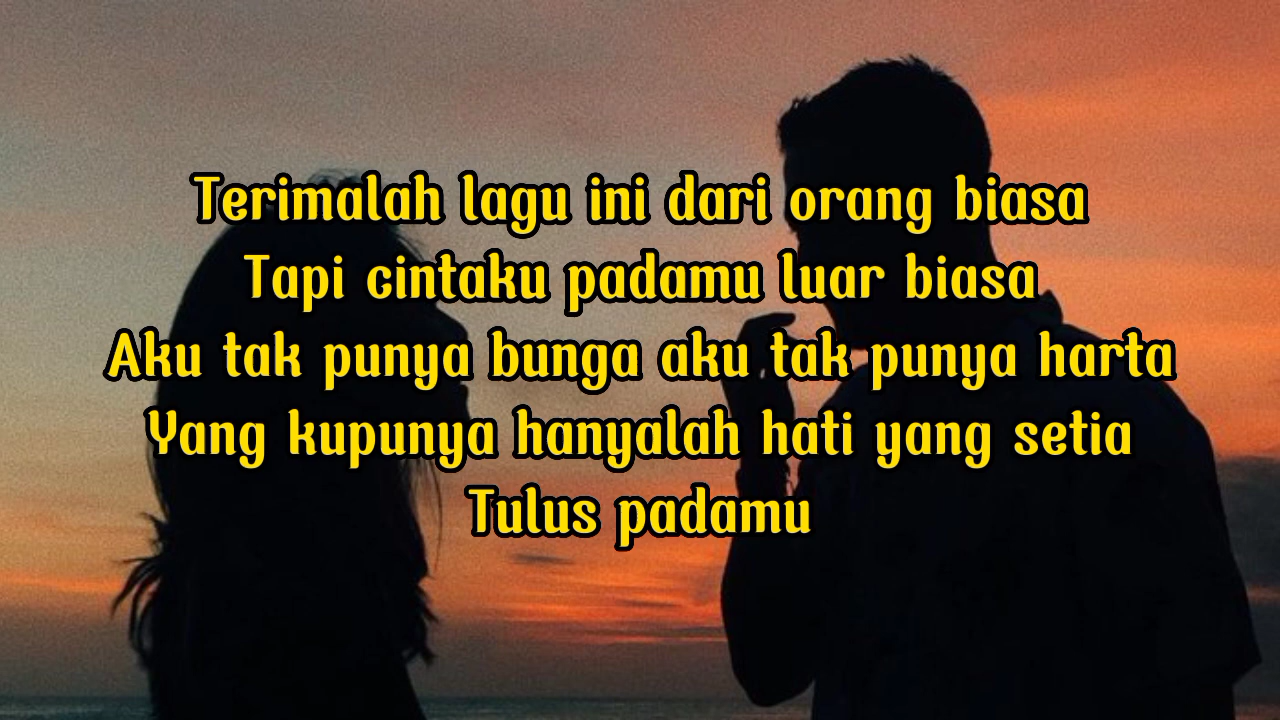 Terimalah lagu ini dari orang biasa
Tapi cintaku padamu luar biasa
Aku tak punya bunga aku tak punya harta
Yang kupunya hanyalah hati yang setia
Tulus padamu